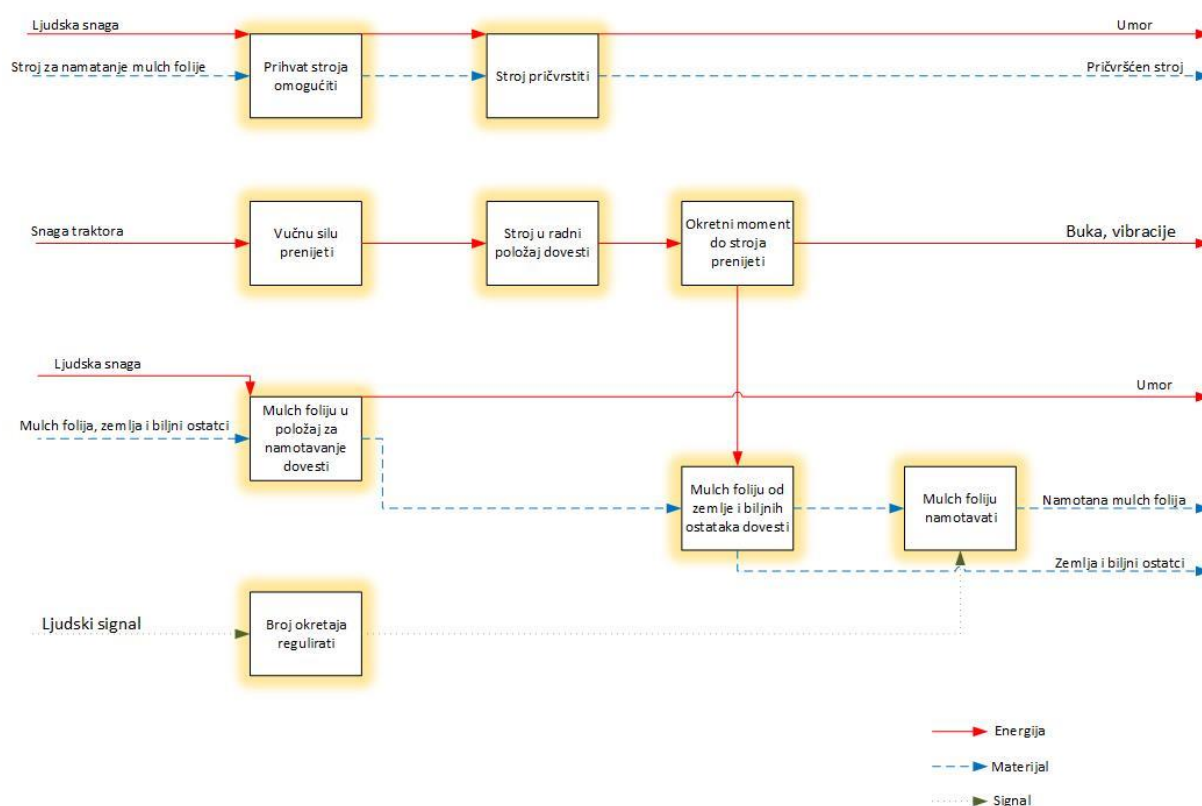 Ljudska snaga
Umor
Stroj za namatanje mulch folije
Prihvat stroja
omogućiti
Stroj pričvrstiti
Pričvršćen stroj
Snaga traktora
Vučnu silu
prenijeti
Stroj u radni
položaj dovesti
Okretni moment
do stroja
prenijeti
Buka, vibracije
Ljudska snaga
Umor
Mulch folija, zemlja i biljni ostatci
Mulch foliju u
položaj za
namotavanje
dovesti
Mulch foliju od
zemlje i biljnih
ostataka dovesti
Mulch foliju
namotavati
Namotana mulch folija
Zemlja i biljni ostatci
Ljudski signal
Broj okretaja
regulirati
Energija
Materijal
Signal